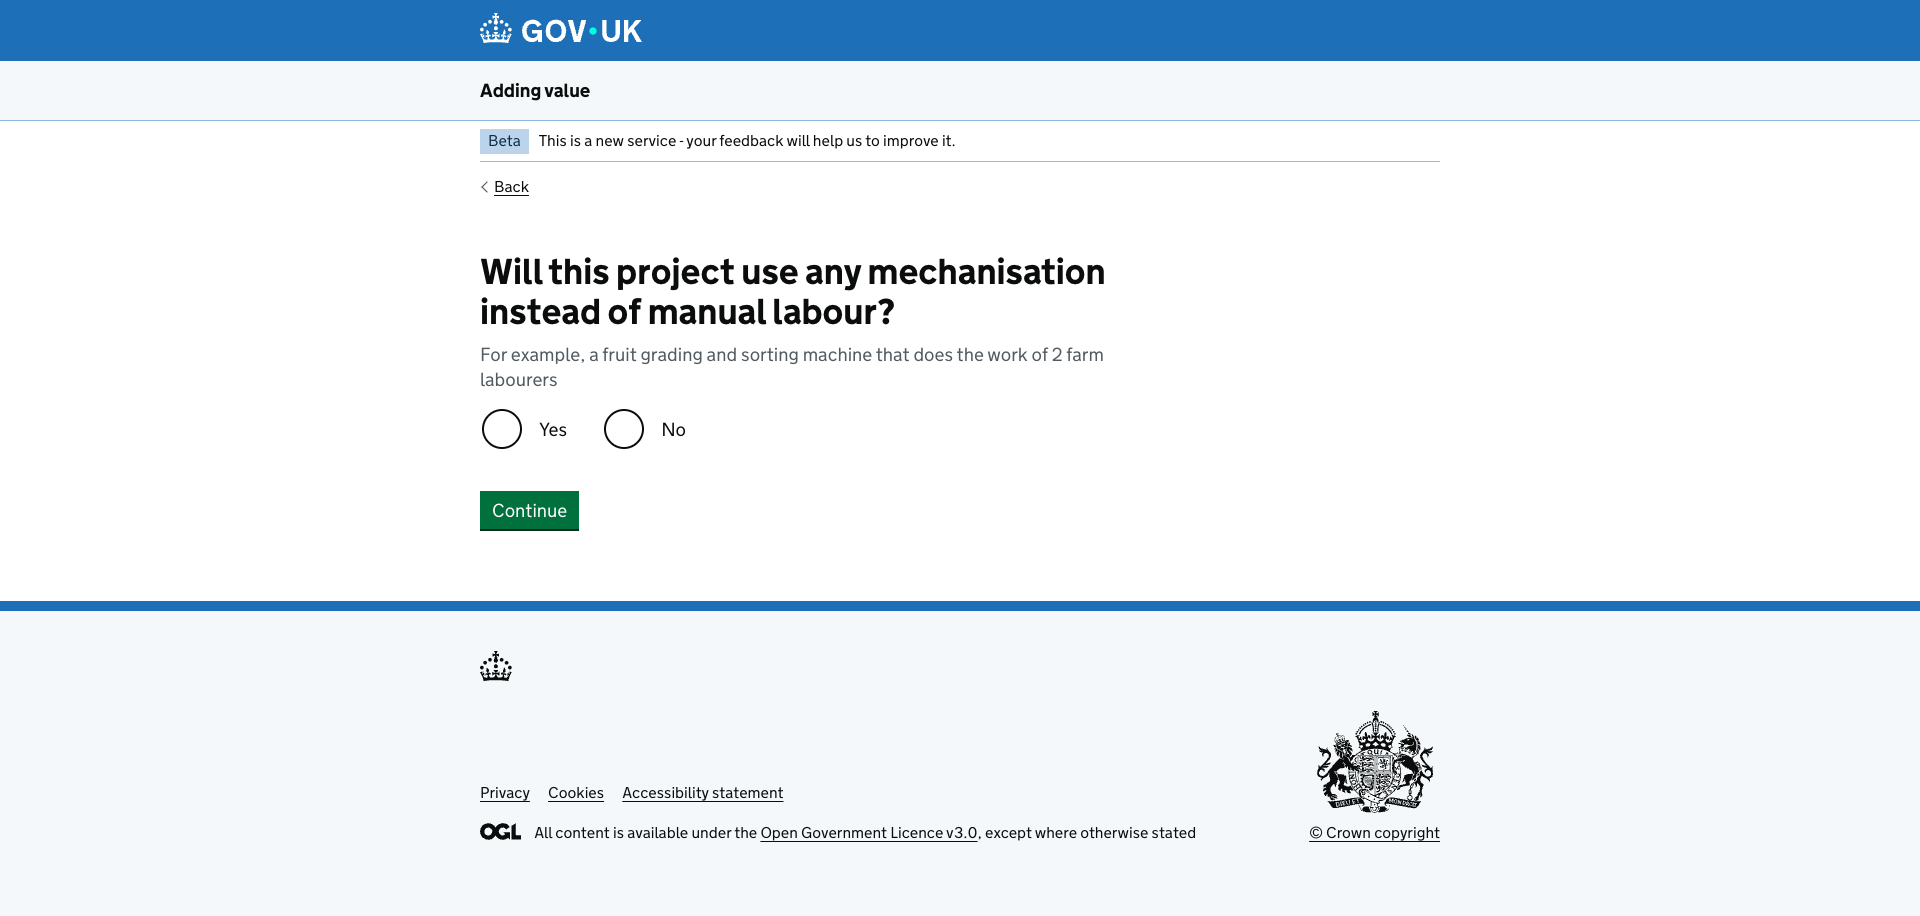 GOV·UK
Adding value
Beta This is a new service - your feedback will help us to improve it.
Back
Will this project use any mechanisation
instead of manual labour?
For example, a fruit grading and sorting machine that does the work of 2 farm
labourers
Yes No
Continue
Privacy Cookies Accessibility statement
OGL All content is available under the Open Government Licence v3.0, except where otherwise stated
© Crown copyright